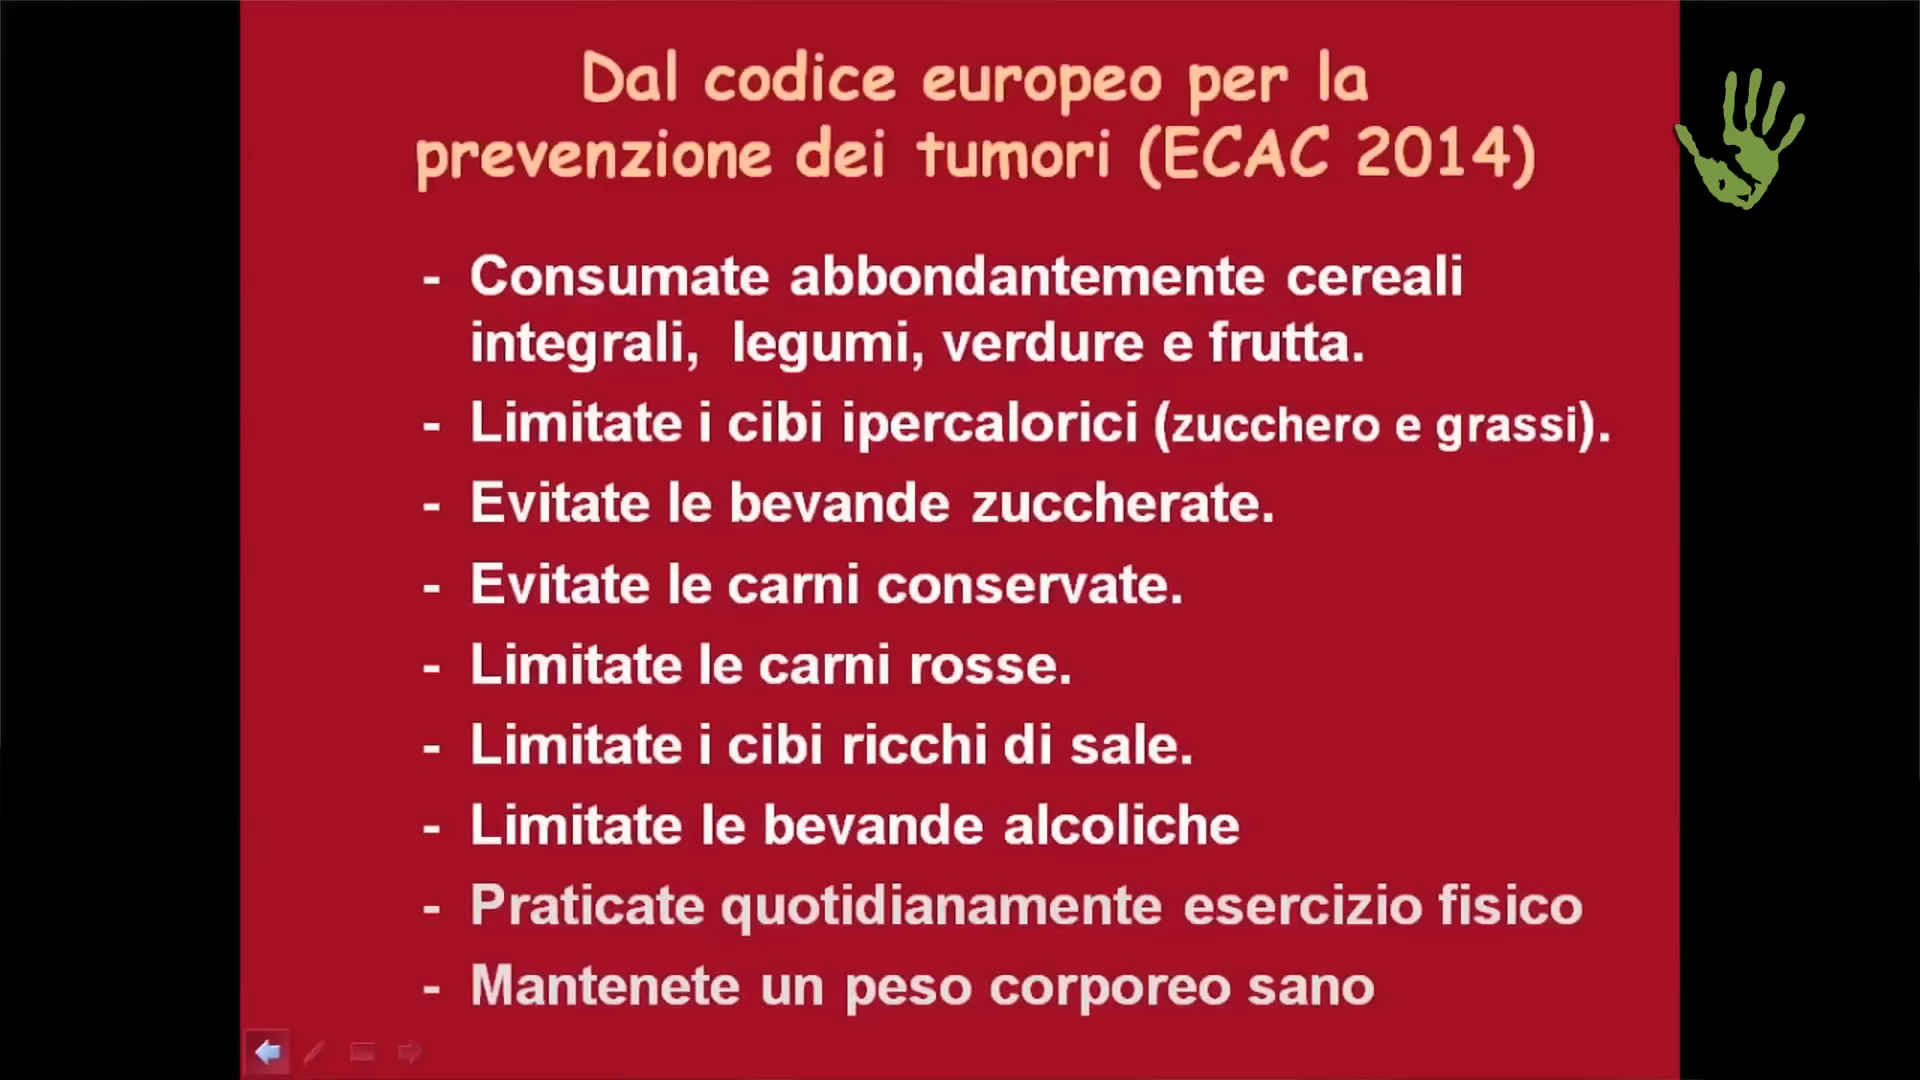 Dal codice europeo per la
prevenzione dei tumori (ECAC 2014)
- Consumate abbondantemente cereali
integrali, legumi, verdure e frutta.
- Limitate i cibi ipercalorici (zucchero e grassi).
- Evitate le bevande zuccherate.
- Evitate le carni conservate.
- Limitate le carni rosse.
- Limitate i cibi ricchi di sale.
- Limitate le bevande alcoliche
- Praticate quotidianamente esercizio fisico
- Mantenete un peso corporeo sano